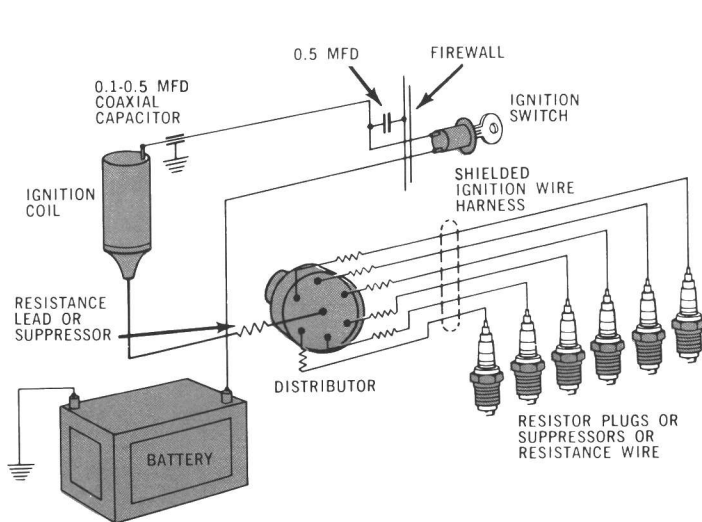 0.5 MFD
FIREWALL
0.1-0.5 MFD
COAXIAL
CAPACITOR
IGNITION
SWITCH
IGNITION
COIL
SHIELDED
IGNITION WIRE
HARNESS
RESISTANCE
LEAD OR
SUPPRESSOR
DISTRIBUTOR
RESISTOR PLUGS OR
SUPPRESSORS OR
RESISTANCE WIRE
BATTERY